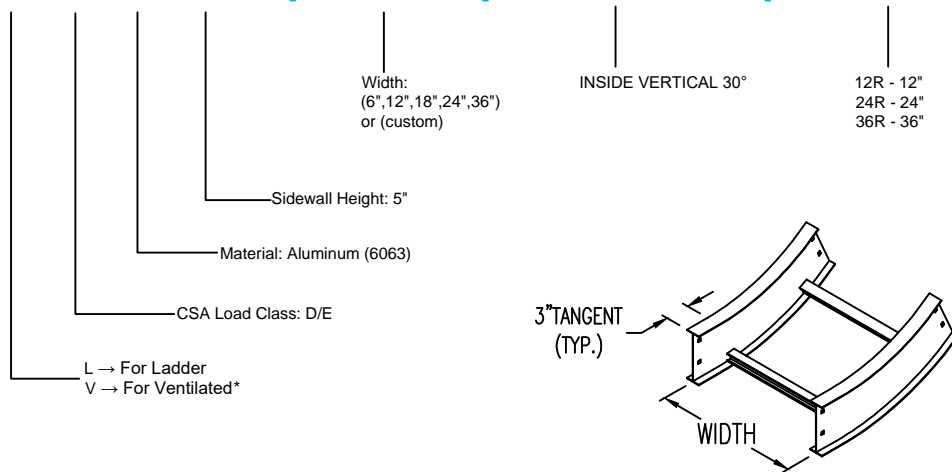 Width:
(6",12",18",24",36")
or (custom)
INSIDE VERTICAL 30°
12R - 12"
24R - 24"
36R - 36"
Sidewall Height: 5"
Material: Aluminum (6063)
CSA Load Class: D/E
L → For Ladder
V → For Ventilated*
3"TANGENT
(TYP.)
WIDTH